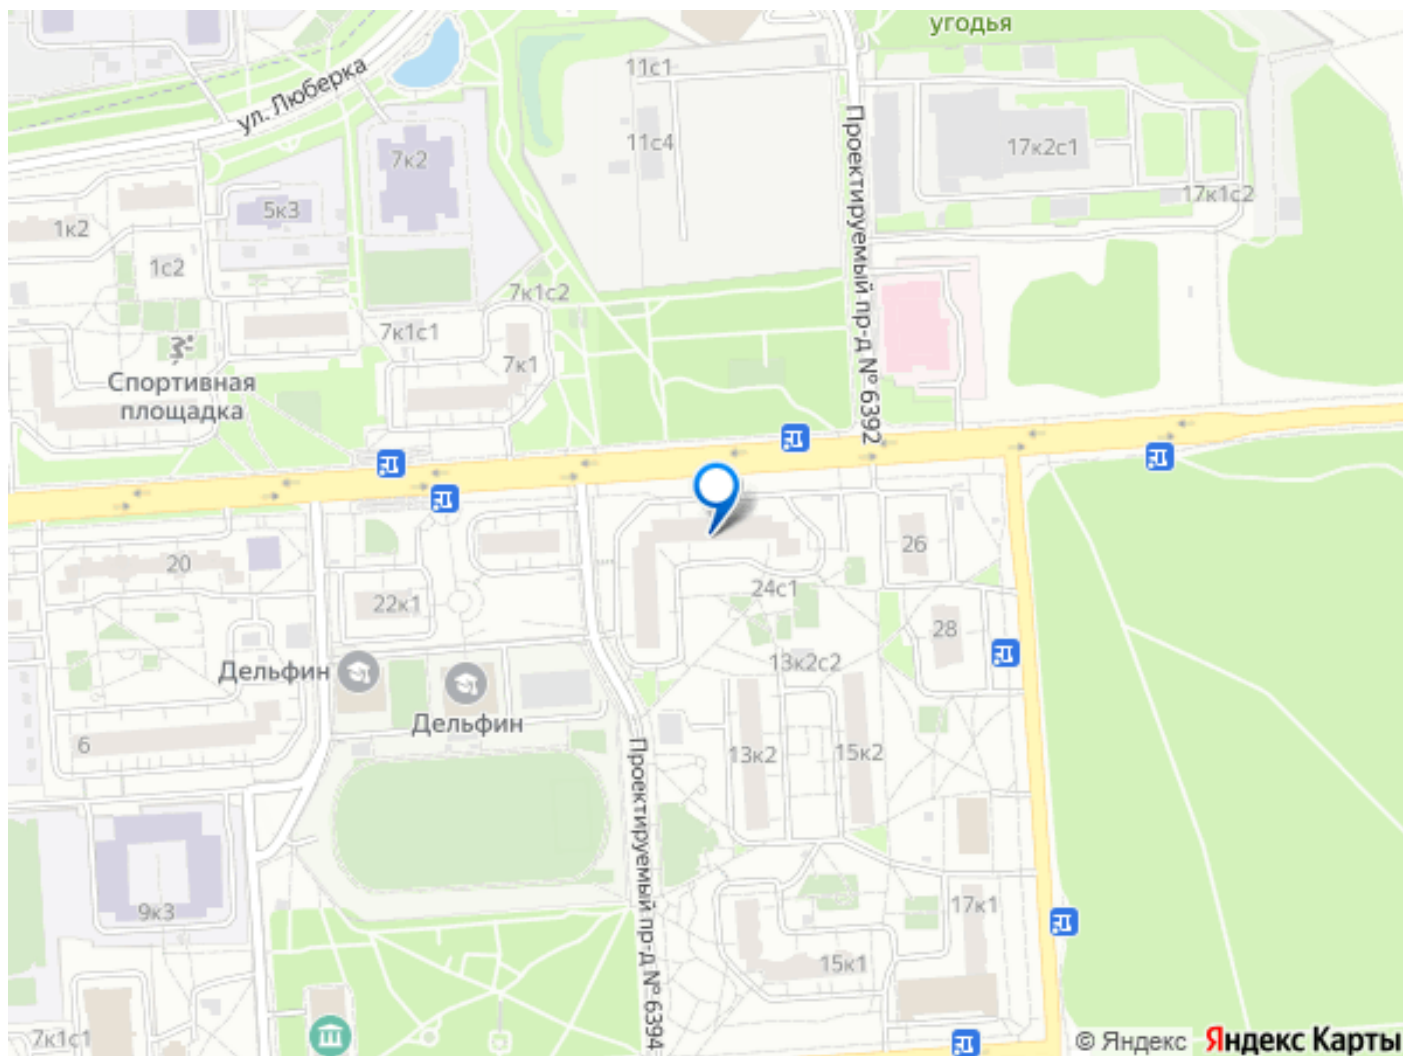 угодья
ул. Люберка
11с1
11с4
Проектируемый пр-д № 6392
17к2с1
17к1с2
7к2
5к3
1к2
1с2
7к1с2
7к1с1
7к1
Спортивная
площадка
20
22к1
26
24с1
28
13к2с2
Дельфин
Дельфин
6
13к2
15к2
Проектируемый пр-д № 6394
9к3
17к1
15к1
7к1с1
© Яндекс Яндекс Карты